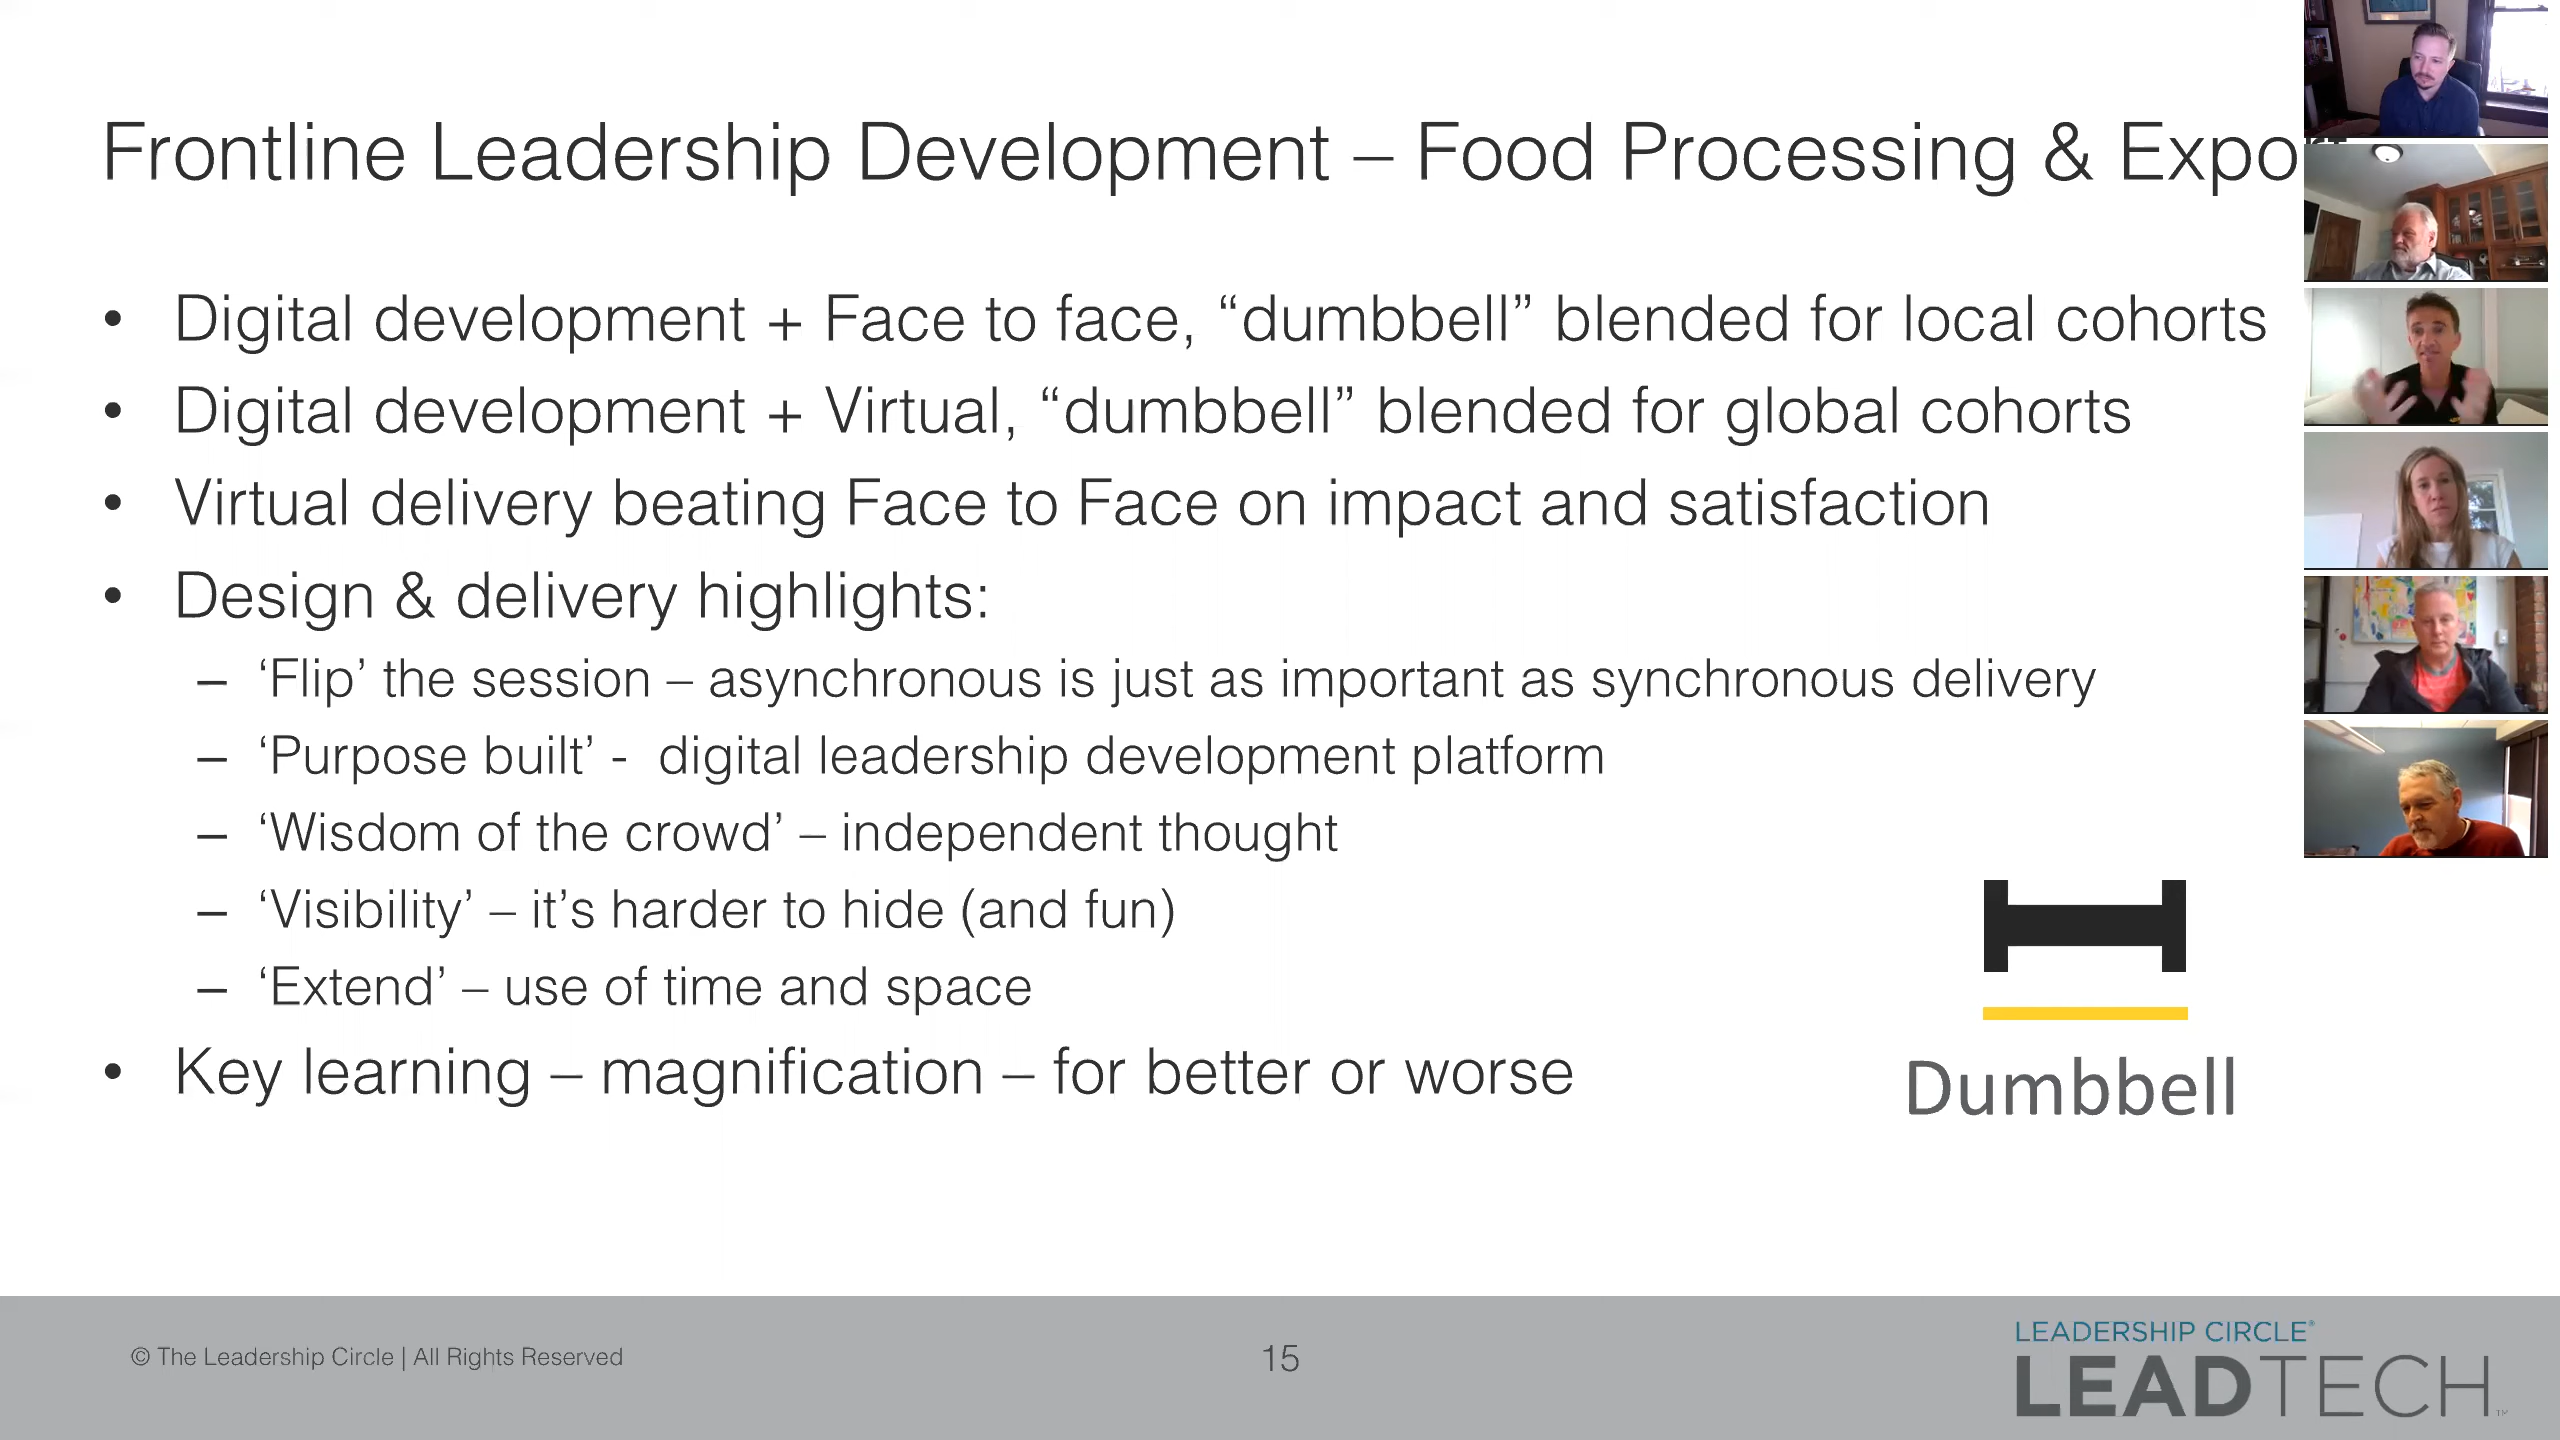 Frontline Leadership Development – Food Processing & Expo
• Digital development + Face to face, “dumbbell” blended for local cohorts
• Digital development + Virtual, “dumbbell” blended for global cohorts
• Virtual delivery beating Face to Face on impact and satisfaction
• Design & delivery highlights:
– ‘Flip’ the session – asynchronous is just as important as synchronous delivery
– ‘Purpose built’ - digital leadership development platform
– ‘Wisdom of the crowd’ – independent thought
– ‘Visibility’ – it’s harder to hide (and fun)
– ‘Extend’ – use of time and space
• Key learning – magnification – for better or worse
Dumbbell
© The Leadership Circle | All Rights Reserved
15
LEADERSHIP CIRCLE®
LEADTECH™